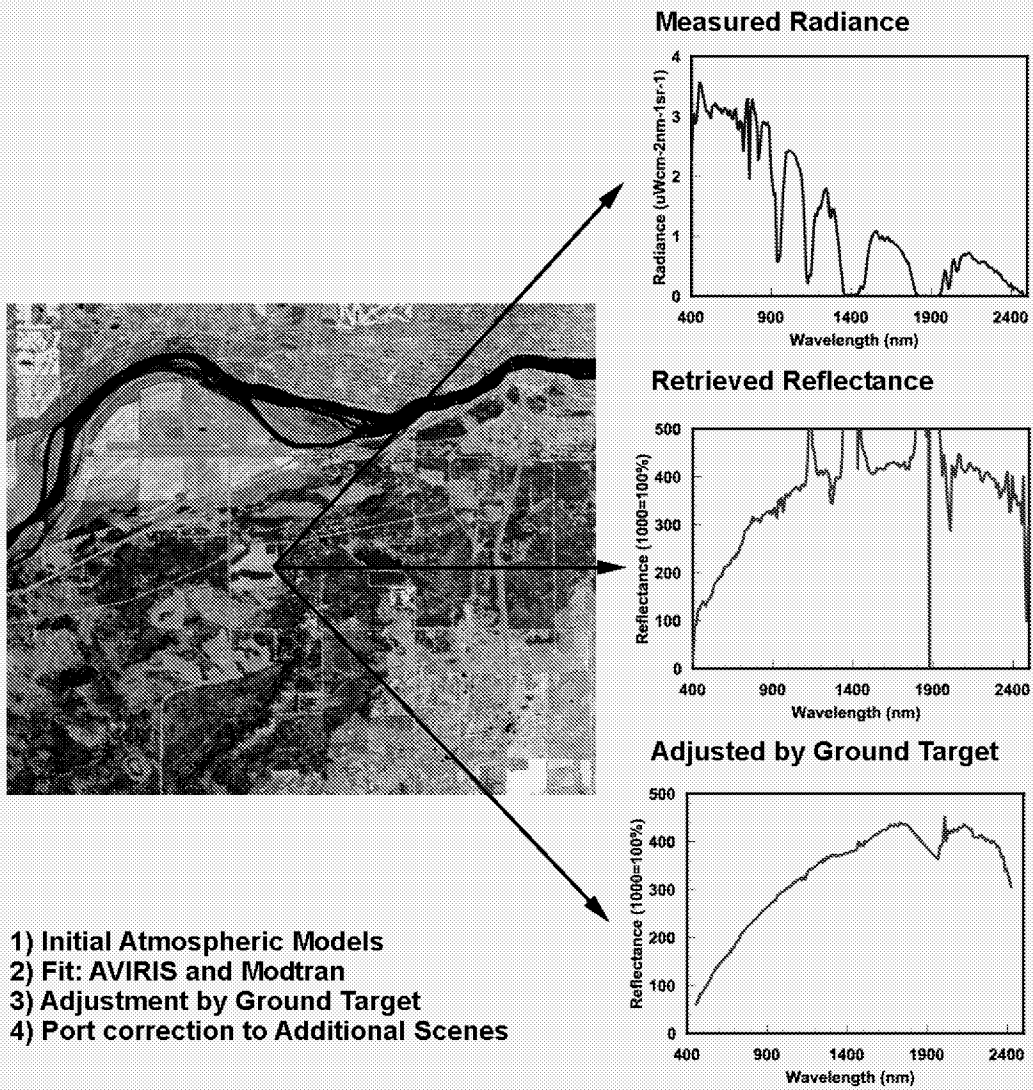 Measured Radiance
Radiance (uWcm-2nm-1sr-1)
4
3
2
1
0
400 900 1400 1900 2400
Wavelength (nm)
Retrieved Reflectance
Reflectance (1000=100%)
500
400
300
200
100
0
400 900 1400 1900 2400
Wavelength (nm)
Adjusted by Ground Target
Reflectance (1000=100%)
500
400
300
200
100
0
400 900 1400 1900 2400
Wavelength (nm)
1) Initial Atmospheric Models
2) Fit: AVIRIS and Modtran
3) Adjustment by Ground Target
4) Port correction to Additional Scenes